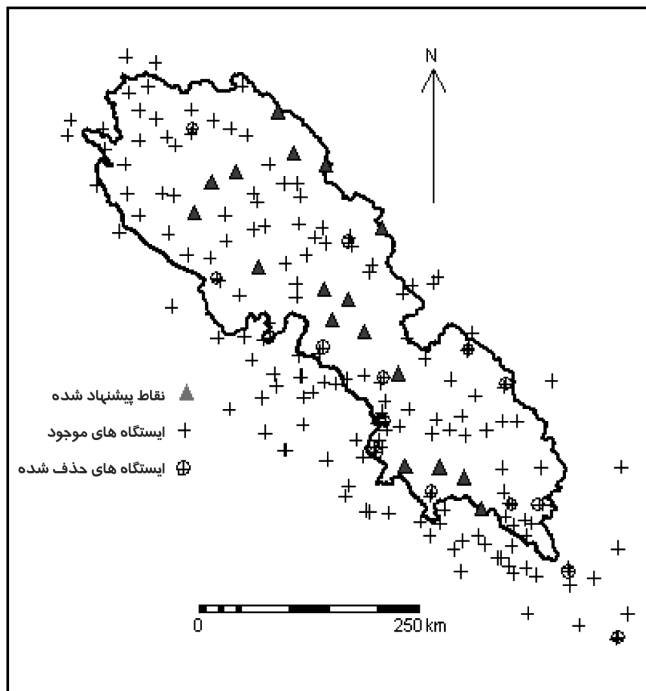 N
نقاط پیشنهاد شده
ایستگاه های موجود
ایستگاه های حذف شده
0 250 km